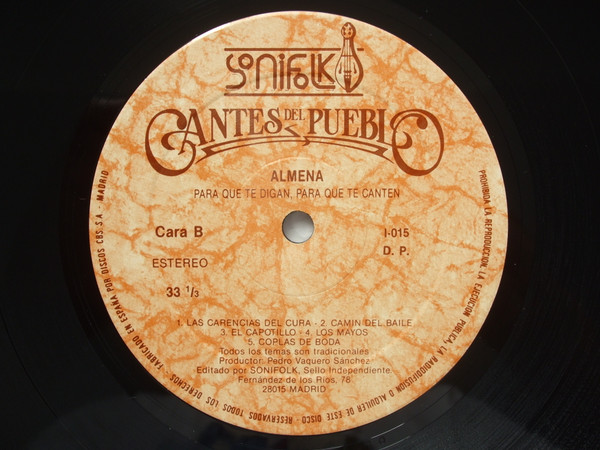 SONIFOLK
CANTES DEL PUEBLO
ALMENA
PARA QUE TE DIGAN, PARA QUE TE CANTEN
Cara B
I-015
ESTEREO
D. P.
33 1/3
1. LAS CARENCIAS DEL CURA - 2. CAMIN DEL BAILE
3. EL CAPOTILLO - 4. LOS MAYOS
5. COPLAS DE BODA
Todos los temas son tradicionales
Productor: Pedro Vaquero Sánchez
Editado por SONIFOLK, Sello Independiente.
Fernández de los Ríos, 76
28015 MADRID
PROHIBIDA LA REPRODUCCION, LA EJECUCION PUBLICA, LA RADIODIFUSION O ALQUILER DE ESTE DISCO - RESERVADOS TODOS LOS DERECHOS - FABRICADO EN ESPAÑA POR DISCOS CBS S.A. - MADRID